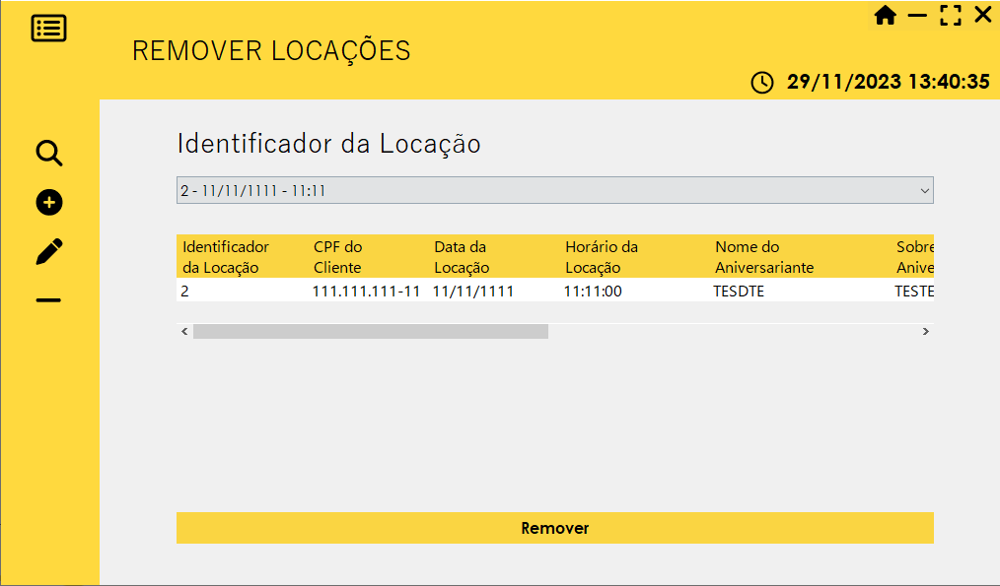 REMOVER LOCAÇÕES
29/11/2023 13:40:35
Identificador da Locação
2 - 11/11/1111 - 11:11
Identificador da Locação CPF do Cliente Data da Locação Horário da Locação Nome do Aniversariante Sobre Anive
2 111.111.111-11 11/11/1111 11:11:00 TESDTE TESTE
Remover